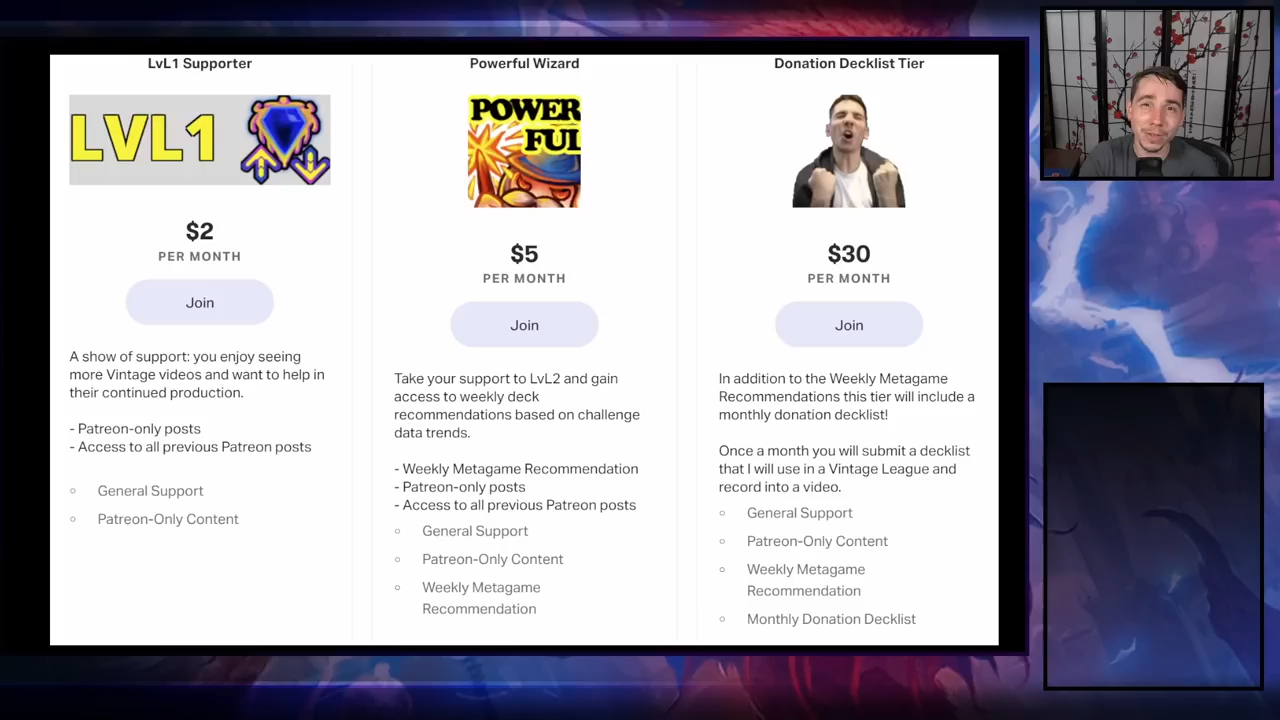 LvL1 Supporter
LVL1
$2
PER MONTH
Join
A show of support: you enjoy seeing
more Vintage videos and want to help in
their continued production.
- Patreon-only posts
- Access to all previous Patreon posts
General Support
Patreon-Only Content
Powerful Wizard
POWER
FUL
$5
PER MONTH
Join
Take your support to LvL2 and gain
access to weekly deck
recommendations based on challenge
data trends.
- Weekly Metagame Recommendation
- Patreon-only posts
- Access to all previous Patreon posts
General Support
Patreon-Only Content
Weekly Metagame
Recommendation
Donation Decklist Tier
$30
PER MONTH
Join
In addition to the Weekly Metagame
Recommendations this tier will include a
monthly donation decklist!
Once a month you will submit a decklist
that I will use in a Vintage League and
record into a video.
General Support
Patreon-Only Content
Weekly Metagame
Recommendation
Monthly Donation Decklist